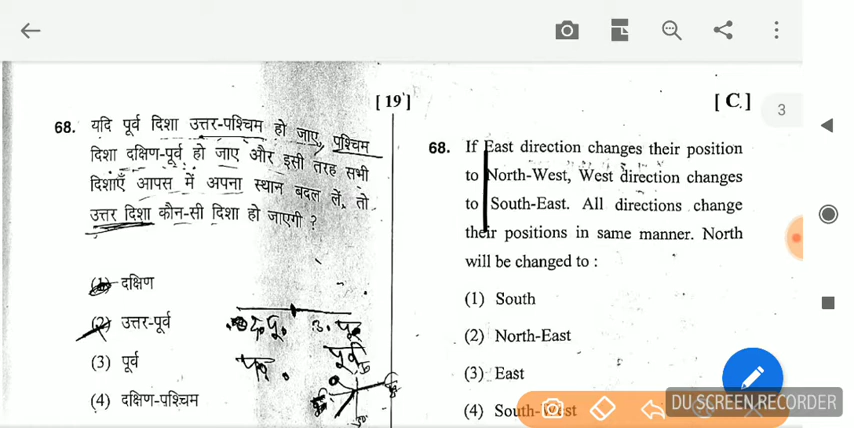 [ 19 ]
[ C ]
3
68. यदि पूर्व दिशा उत्तर-पश्चिम हो जाए, पश्चिम
दिशा दक्षिण-पूर्व हो जाए और इसी तरह सभी
दिशाएँ आपस में अपना स्थान बदल लें, तो
उत्तर दिशा कौन-सी दिशा हो जाएगी ?
(1) दक्षिण
(2) उत्तर-पूर्व
(3) पूर्व
(4) दक्षिण-पश्चिम
68. If East direction changes their position
to North-West, West direction changes
to South-East. All directions change
their positions in same manner. North
will be changed to :
(1) South
(2) North-East
(3) East
(4) South-West
DU SCREEN RECORDER